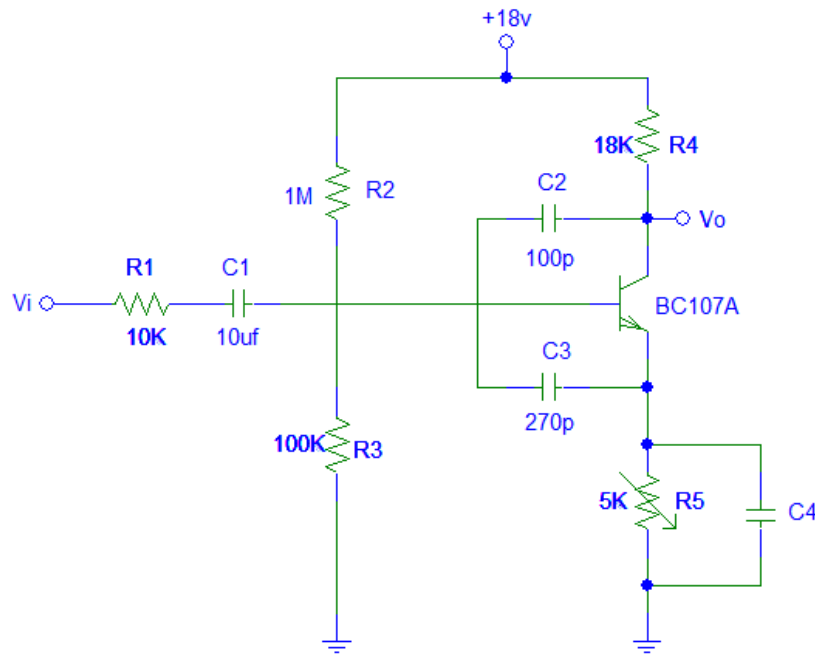 +18v
18K R4
C2
1M R2
Vo
100p
R1 C1
Vi
BC107A
10K 10uf
C3
270p
100K R3
5K R5
C4